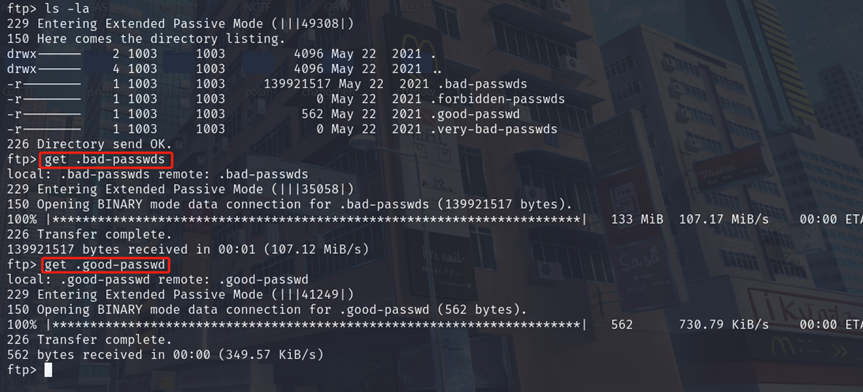 ftp> ls -la
229 Entering Extended Passive Mode (|||49308|)
150 Here comes the directory listing.
drwx------ 2 1003 1003 4096 May 22 2021 .
drwx------ 4 1003 1003 4096 May 22 2021 ..
-r-------- 1 1003 1003 139921517 May 22 2021 .bad-passwds
-r-------- 1 1003 1003 0 May 22 2021 .forbidden-passwds
-r-------- 1 1003 1003 562 May 22 2021 .good-passwd
-r-------- 1 1003 1003 0 May 22 2021 .very-bad-passwds
226 Directory send OK.
ftp> get .bad-passwds
local: .bad-passwds remote: .bad-passwds
229 Entering Extended Passive Mode (|||35058|)
150 Opening BINARY mode data connection for .bad-passwds (139921517 bytes).
100% |*************************************************************| 133 MiB 107.17 MiB/s 00:00 ETA
226 Transfer complete.
139921517 bytes received in 00:01 (107.12 MiB/s)
ftp> get .good-passwd
local: .good-passwd remote: .good-passwd
229 Entering Extended Passive Mode (|||41249|)
150 Opening BINARY mode data connection for .good-passwd (562 bytes).
100% |*************************************************************| 562 730.79 KiB/s 00:00 ETA
226 Transfer complete.
562 bytes received in 00:00 (349.57 KiB/s)
ftp>